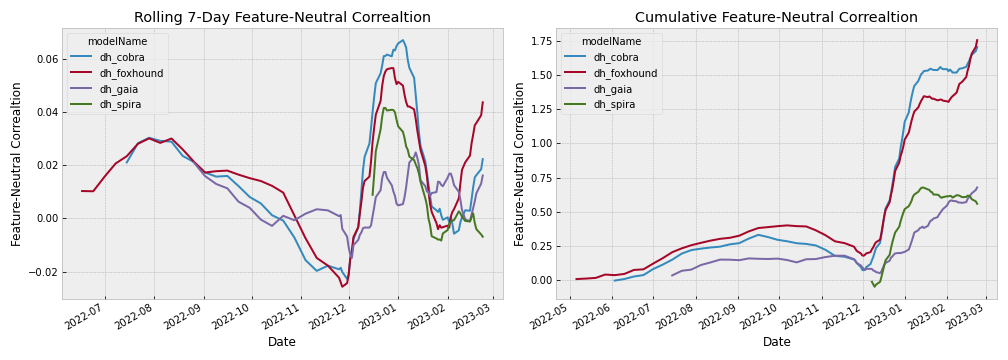 Rolling 7-Day Feature-Neutral Correaltion
Feature-Neutral Correaltion
0.06
0.04
0.02
0.00
−0.02
modelName
dh_cobra
dh_foxhound
dh_gaia
dh_spira
2022-07
2022-08
2022-09
2022-10
2022-11
2022-12
2023-01
2023-02
2023-03
Date
Cumulative Feature-Neutral Correaltion
Feature-Neutral Correaltion
1.75
1.50
1.25
1.00
0.75
0.50
0.25
0.00
modelName
dh_cobra
dh_foxhound
dh_gaia
dh_spira
2022-05
2022-06
2022-07
2022-08
2022-09
2022-10
2022-11
2022-12
2023-01
2023-02
2023-03
Date